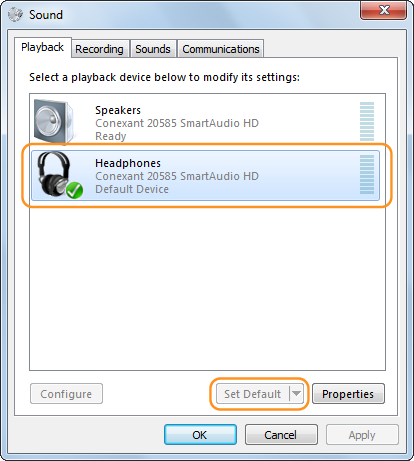 Sound
Playback Recording Sounds Communications
Select a playback device below to modify its settings:
Speakers
Conexant 20585 SmartAudio HD
Ready
Headphones
Conexant 20585 SmartAudio HD
Default Device
Configure Set Default Properties
OK Cancel Apply